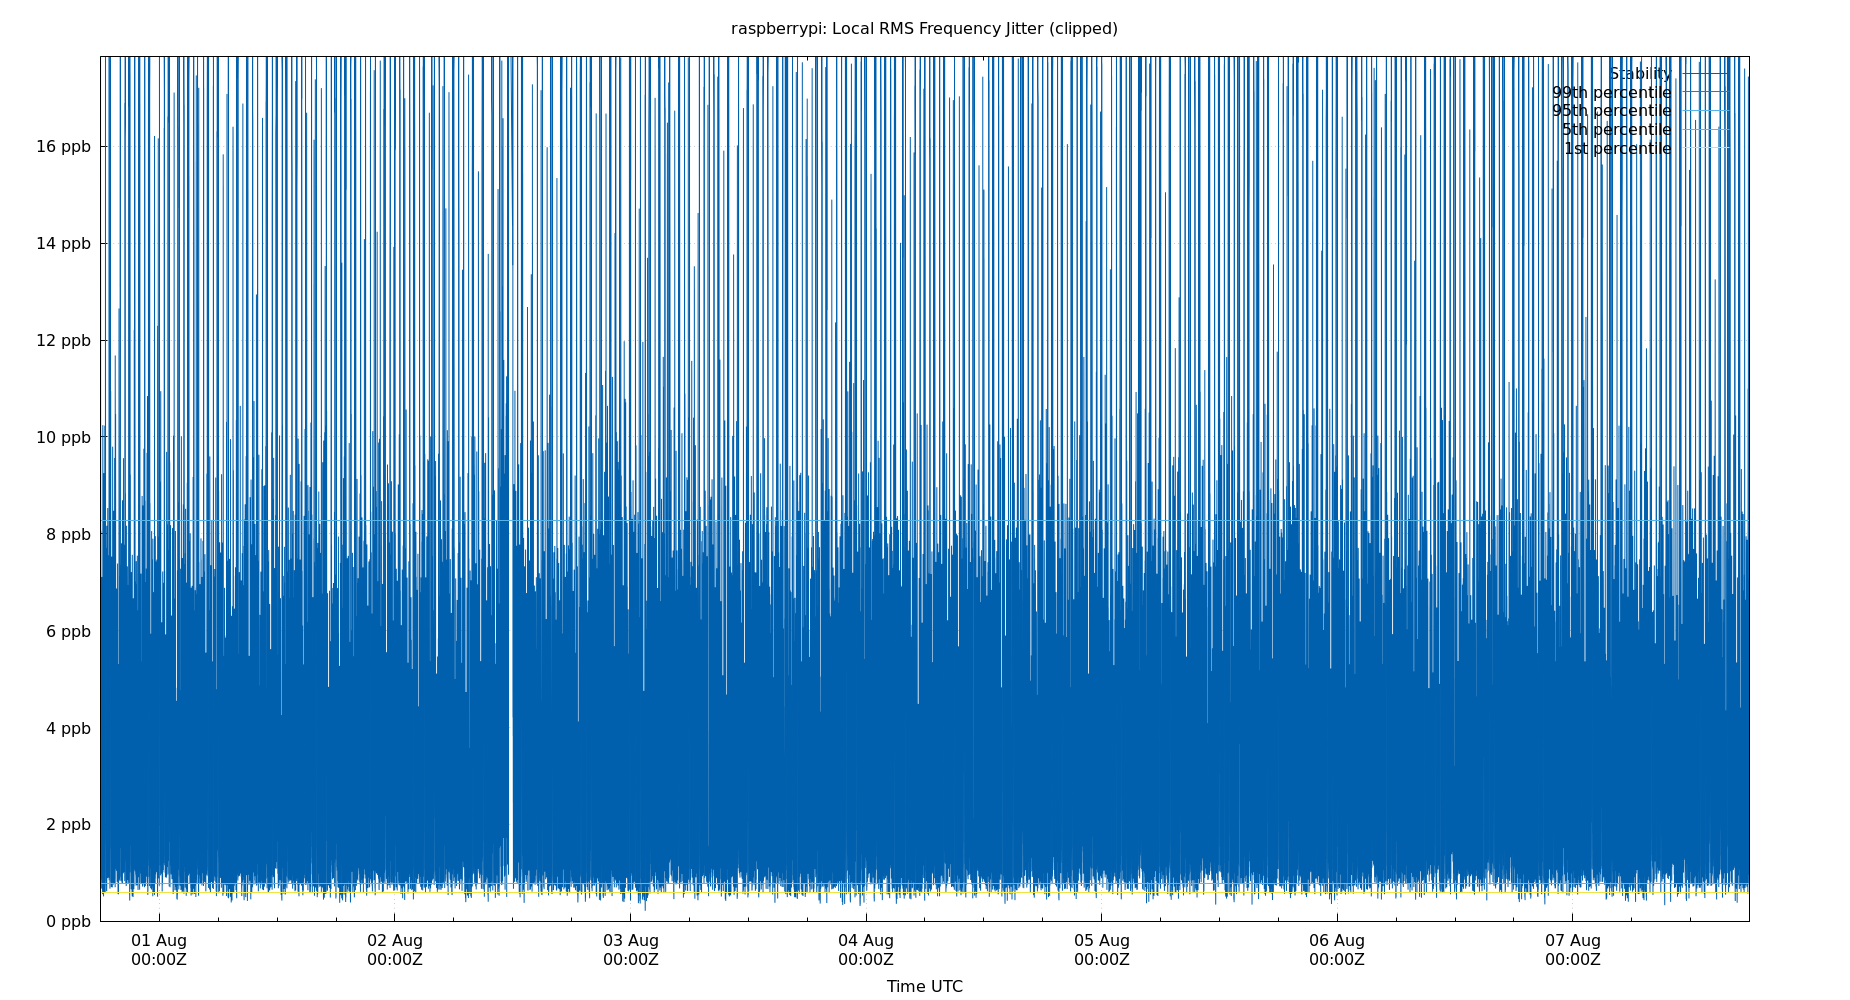 raspberrypi: Local RMS Frequency Jitter (clipped)
Stability
99th percentile
95th percentile
5th percentile
1st percentile
16 ppb
14 ppb
12 ppb
10 ppb
8 ppb
6 ppb
4 ppb
2 ppb
0 ppb
01 Aug
00:00Z
02 Aug
00:00Z
03 Aug
00:00Z
04 Aug
00:00Z
05 Aug
00:00Z
06 Aug
00:00Z
07 Aug
00:00Z
Time UTC